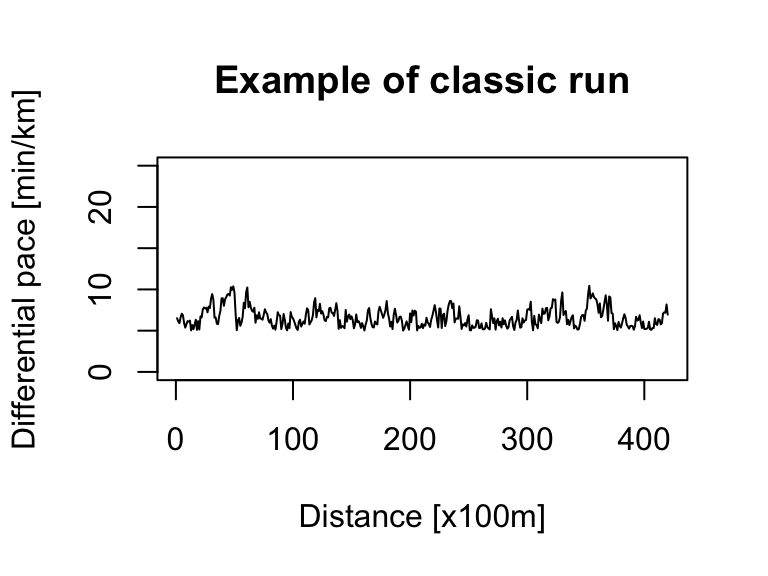 Example of classic run
Differential pace [min/km]
20
10
0
0 100 200 300 400
Distance [x100m]